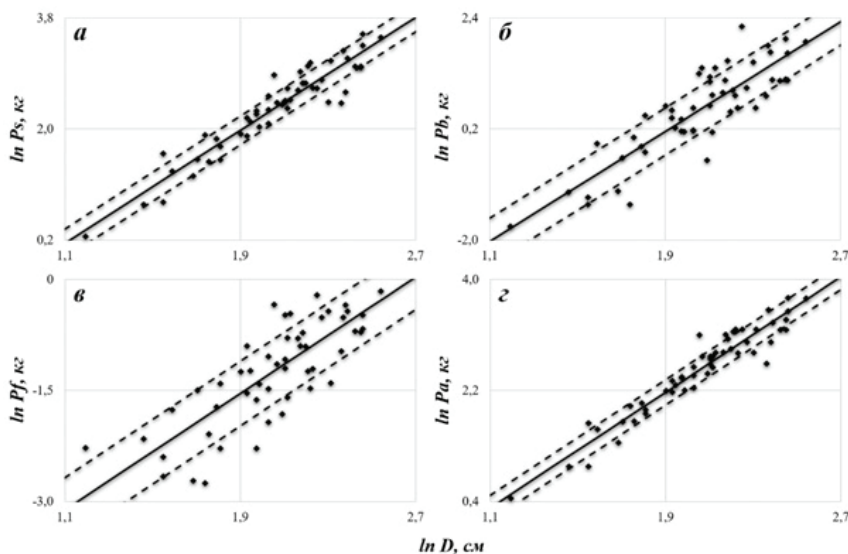 а
3,8
2,0
0,2
ln Ps, кг
1,1
1,9
2,7
б
2,4
0,2
-2,0
ln Pb, кг
1,1
1,9
2,7
в
0
-1,5
-3,0
ln Pf, кг
1,1
1,9
2,7
г
4,0
2,2
0,4
ln Pa, кг
1,1
1,9
2,7
ln D, см